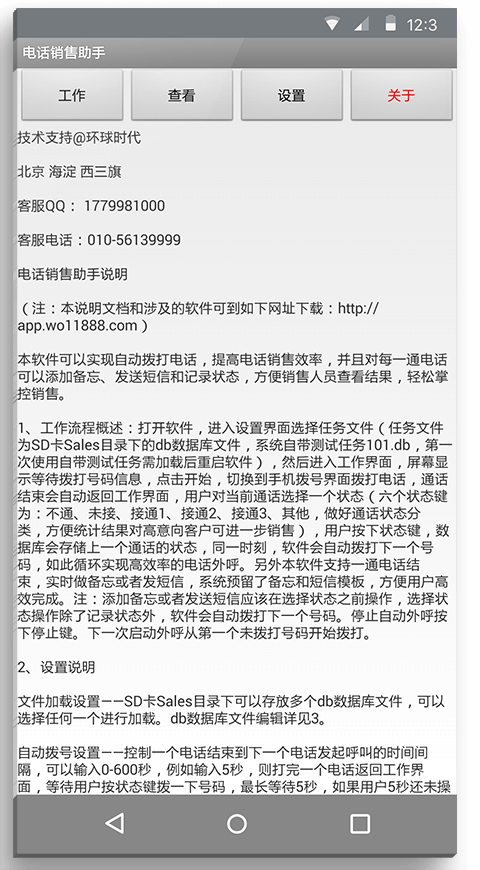 12:3
电话销售助手
工作 查看 设置 关于
技术支持@环球时代
北京 海淀 西三旗
客服QQ： 1779981000
客服电话：010-56139999
电话销售助手说明
（注：本说明文档和涉及的软件可到如下网址下载：http://
app.wo11888.com）
本软件可以实现自动拨打电话，提高电话销售效率，并且对每一通电话
可以添加备忘、发送短信和记录状态，方便销售人员查看结果，轻松掌
控销售。
1、工作流程概述：打开软件，进入设置界面选择任务文件（任务文件
为SD卡Sales目录下的db数据库文件，系统自带测试任务101.db，第一
次使用自带测试任务需加载后重启软件），然后进入工作界面，屏幕显
示等待拨打号码信息，点击开始，切换到手机拨号界面拨打电话，通话
结束会自动返回工作界面，用户对当前通话选择一个状态（六个状态键
为：不通、未接、接通1、接通2、接通3、其他，做好通话状态分
类，方便统计结果对高意向客户可进一步销售），用户按下状态键，数
据库会存储上一个通话的状态，同一时刻，软件会自动拨打下一个号
码，如此循环实现高效率的电话外呼。另外本软件支持一通电话结
束，实时做备忘或者发短信，系统预留了备忘和短信模板，方便用户高
效完成。注：添加备忘或者发送短信应该在选择状态之前操作，选择状
态操作除了记录状态外，软件会自动拨打下一个号码。停止自动外呼按
下停止键。下一次启动外呼从第一个未拨打号码开始拨打。
2、设置说明
文件加载设置——SD卡Sales目录下可以存放多个db数据库文件，可以
选择任何一个进行加载。db数据库文件编辑详见3。
自动拨号设置——控制一个电话结束到下一个电话发起呼叫的时间间
隔，可以输入0-600秒，例如输入5秒，则打完一个电话返回工作界
面，等待用户按状态键拨一下号码，最长等待5秒，如果用户5秒还未操